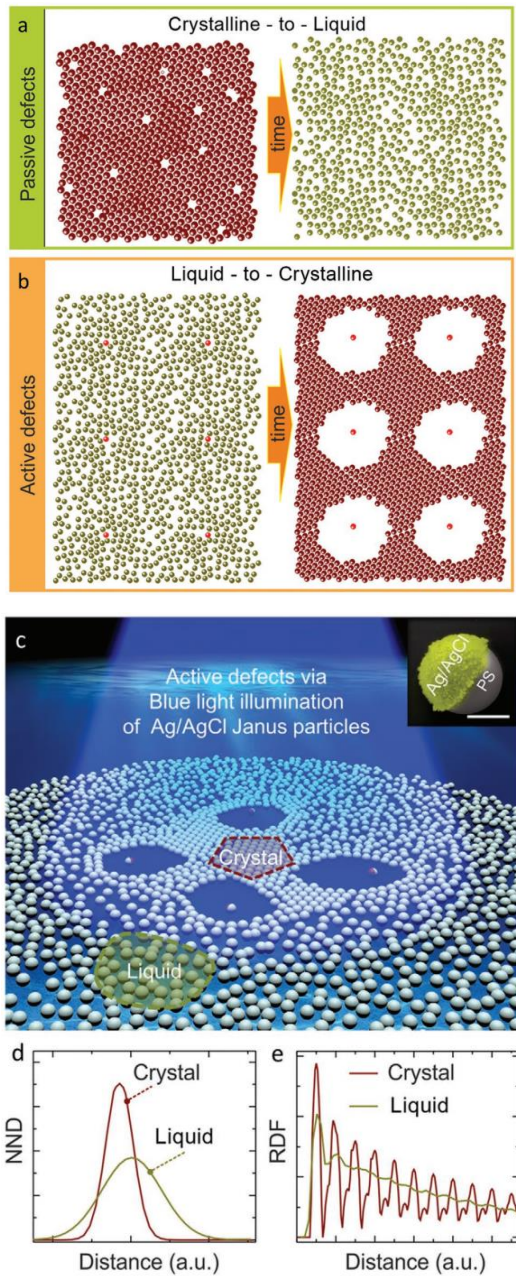 a
Crystalline - to - Liquid
Passive defects
time
b
Liquid - to - Crystalline
Active defects
time
c
Active defects via
Blue light illumination
of Ag/AgCl Janus particles
Ag/AgCl
PS
Crystal
Liquid
d
NND
Crystal
Liquid
Distance (a.u.)
e
RDF
Crystal
Liquid
Distance (a.u.)